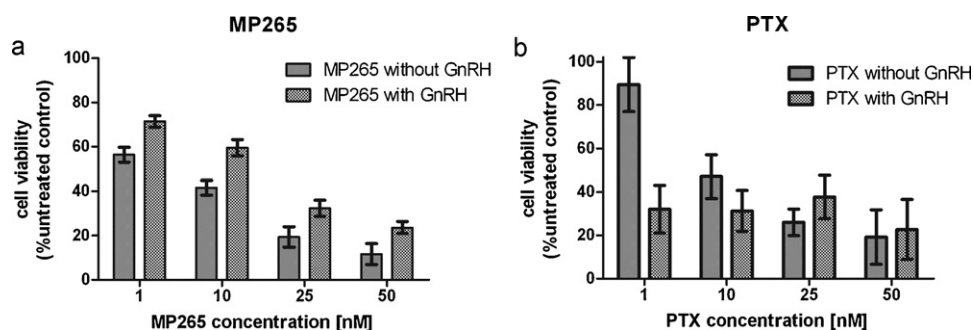 MP265
a
MP265 without GnRH
MP265 with GnRH
cell viability
(%untreated control)
100
80
60
40
20
0
1 10 25 50
MP265 concentration [nM]
PTX
b
PTX without GnRH
PTX with GnRH
cell viability
(%untreated control)
100
80
60
40
20
0
1 10 25 50
PTX concentration [nM]